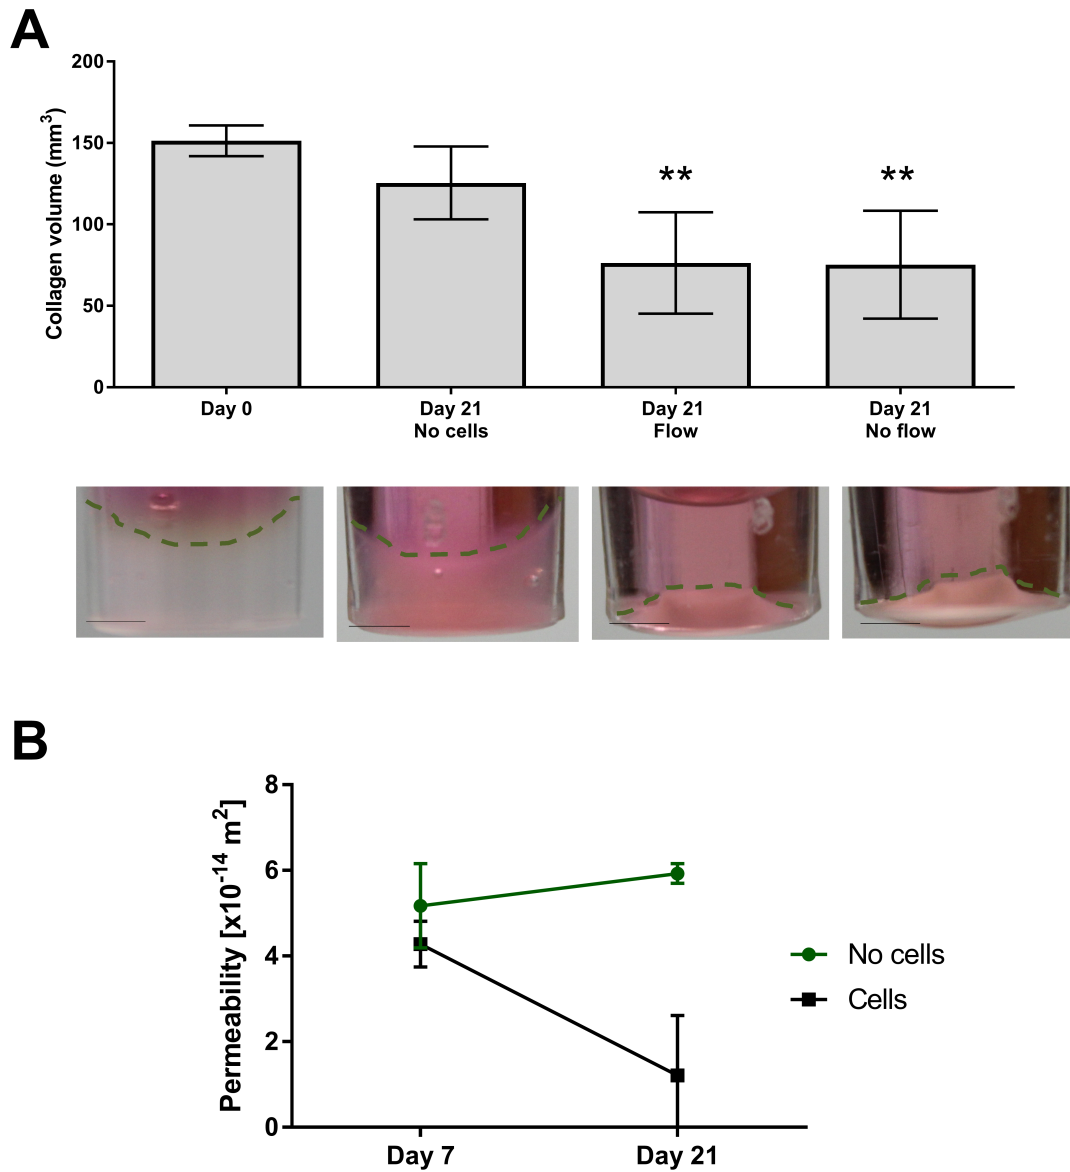 A
Collagen volume (mm³)
200
150
100
50
0
**
**
Day 0
Day 21
No cells
Day 21
Flow
Day 21
No flow
B
Permeability [x10⁻¹⁴ m²]
8
6
4
2
0
Day 7
Day 21
No cells
Cells